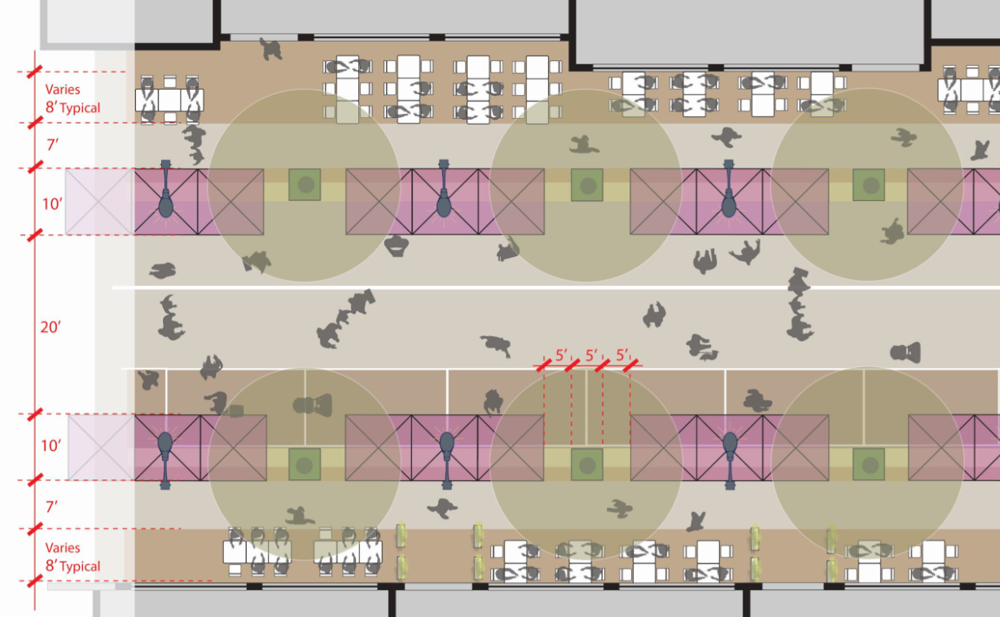 Varies
8’ Typical
7’
10’
20’
5’ 5’ 5’
10’
7’
Varies
8’ Typical